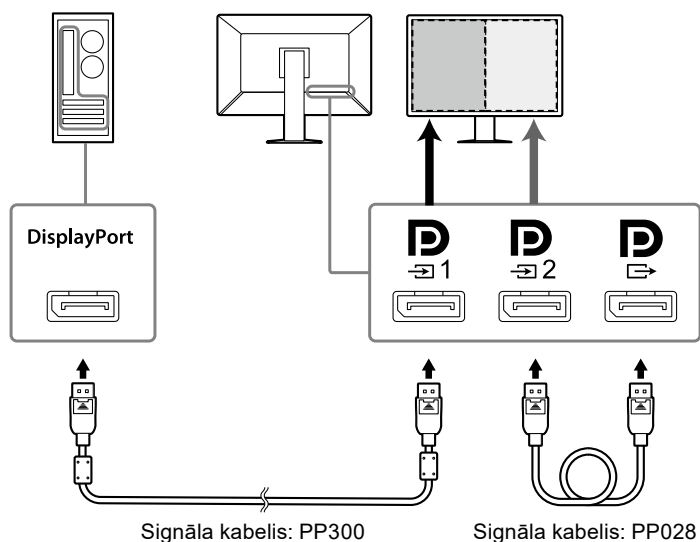 DisplayPort
1
2
Signāla kabelis: PP300
Signāla kabelis: PP028